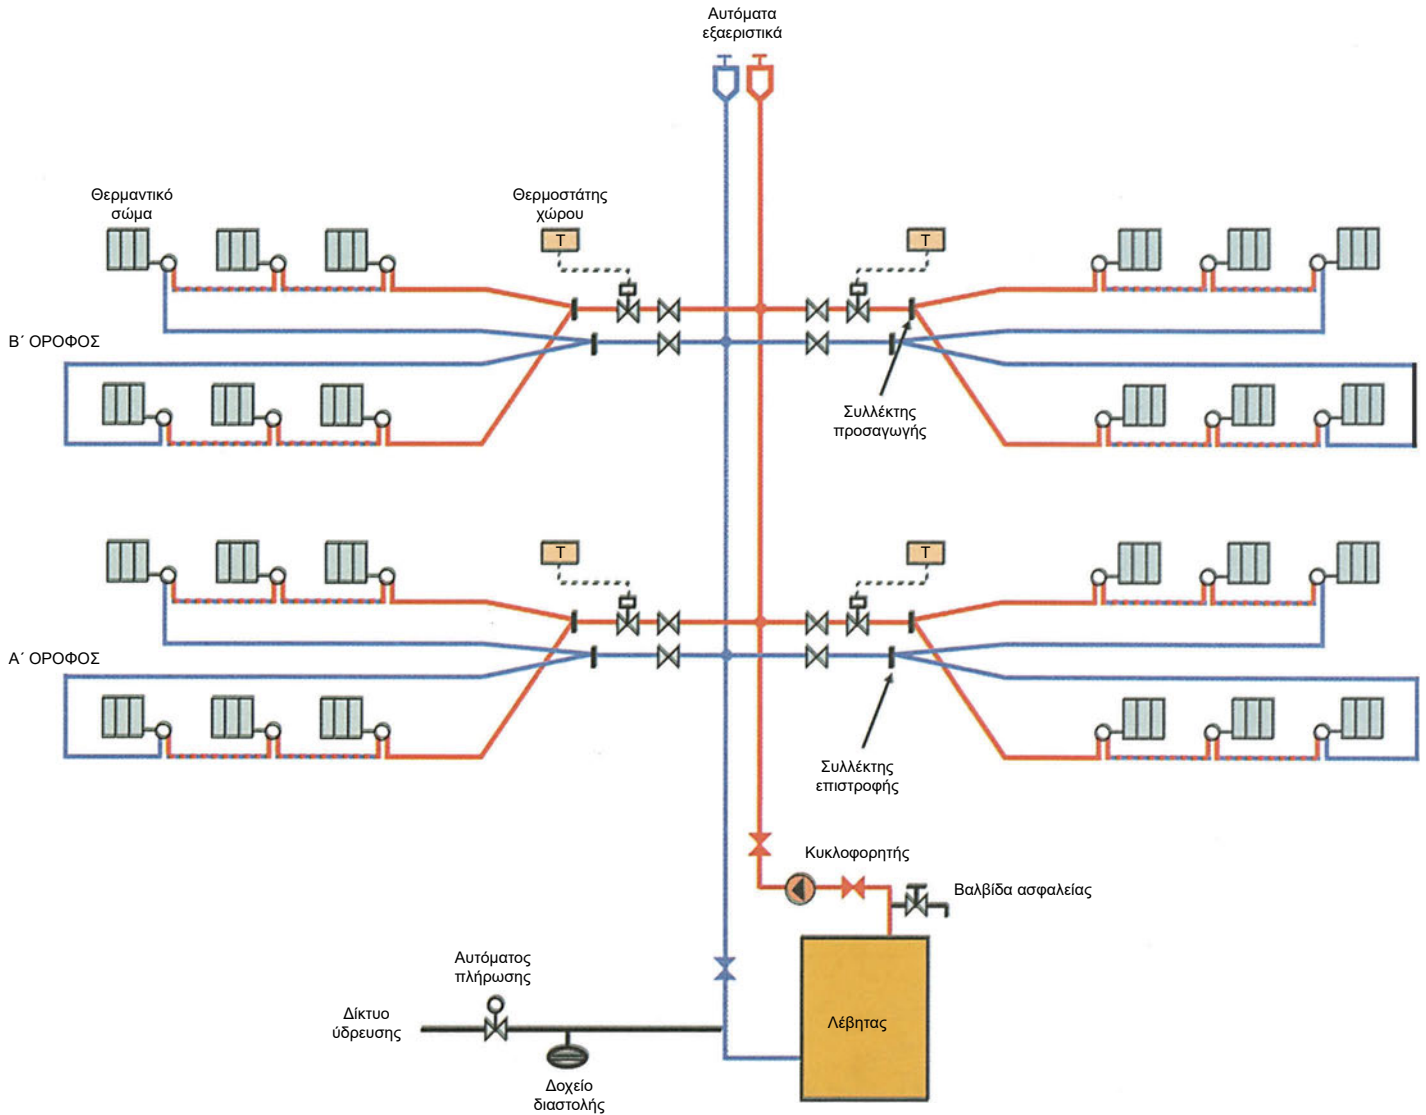 Αυτόματα
εξαεριστικά
Θερμαντικό
σώμα
Θερμοστάτης
χώρου
T
T
Β΄ ΟΡΟΦΟΣ
Συλλέκτης
προσαγωγής
T
T
Α΄ ΟΡΟΦΟΣ
Συλλέκτης
επιστροφής
Κυκλοφορητής
Βαλβίδα ασφαλείας
Αυτόματος
πλήρωσης
Δίκτυο
ύδρευσης
Λέβητας
Δοχείο
διαστολής